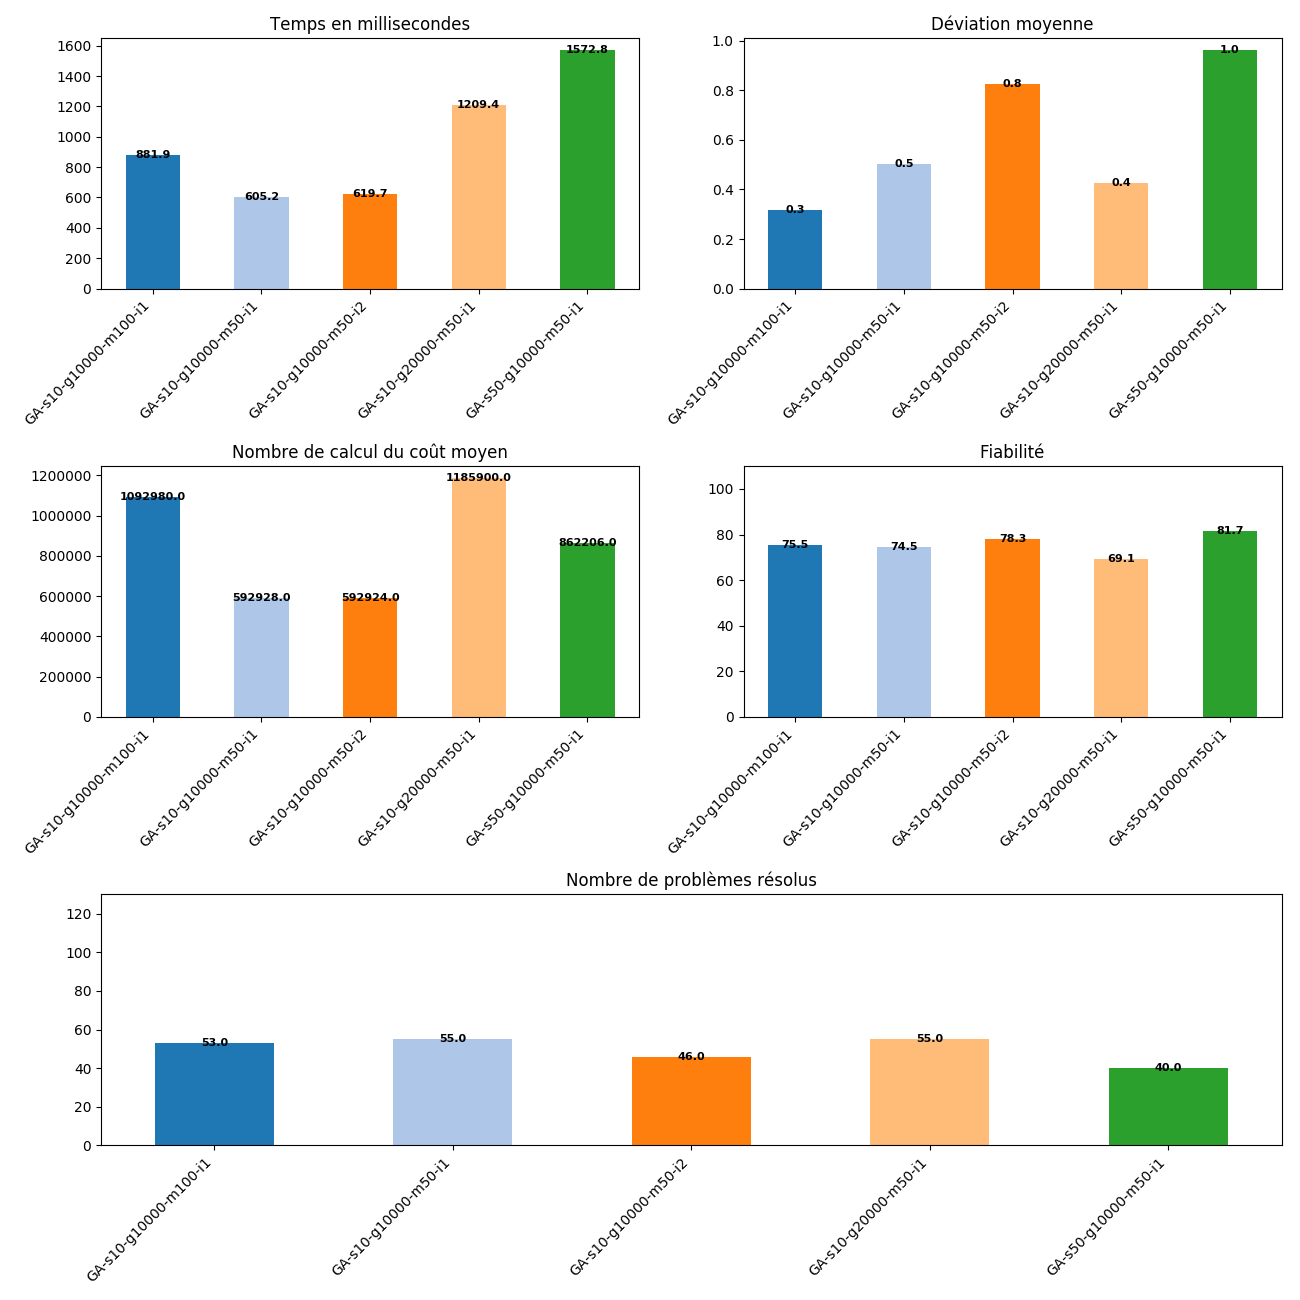 Temps en millisecondes
1600
1400
1200
1000
800
600
400
200
0
881.9
605.2
619.7
1209.4
1572.8
GA-s10-g10000-m100-i1
GA-s10-g10000-m50-i1
GA-s10-g10000-m50-i2
GA-s10-g20000-m50-i1
GA-s50-g10000-m50-i1
Déviation moyenne
1.0
0.8
0.6
0.4
0.2
0.0
0.3
0.5
0.8
0.4
1.0
GA-s10-g10000-m100-i1
GA-s10-g10000-m50-i1
GA-s10-g10000-m50-i2
GA-s10-g20000-m50-i1
GA-s50-g10000-m50-i1
Nombre de calcul du coût moyen
1200000
1000000
800000
600000
400000
200000
0
1092980.0
592928.0
592924.0
1185900.0
862206.0
GA-s10-g10000-m100-i1
GA-s10-g10000-m50-i1
GA-s10-g10000-m50-i2
GA-s10-g20000-m50-i1
GA-s50-g10000-m50-i1
Fiabilité
100
80
60
40
20
0
75.5
74.5
78.3
69.1
81.7
GA-s10-g10000-m100-i1
GA-s10-g10000-m50-i1
GA-s10-g10000-m50-i2
GA-s10-g20000-m50-i1
GA-s50-g10000-m50-i1
Nombre de problèmes résolus
120
100
80
60
40
20
0
53.0
55.0
46.0
55.0
40.0
GA-s10-g10000-m100-i1
GA-s10-g10000-m50-i1
GA-s10-g10000-m50-i2
GA-s10-g20000-m50-i1
GA-s50-g10000-m50-i1